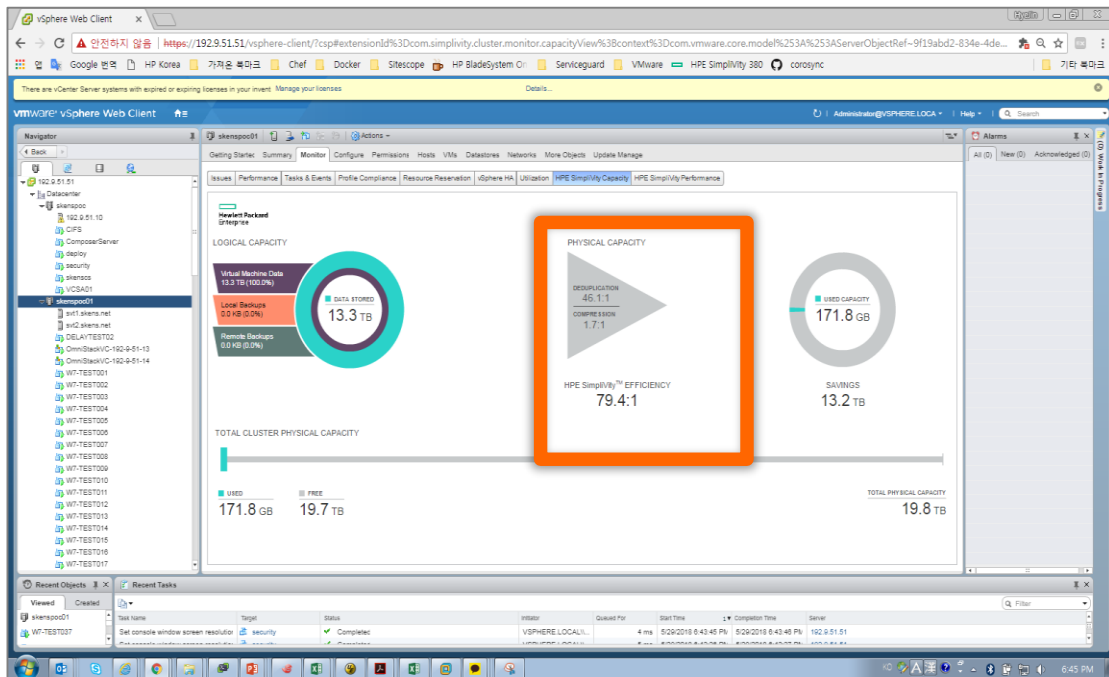 vSphere Web Client
Hyelin
안전하지 않음 | https://192.9.51.51/vsphere-client/?csp#extensionId%3Dcom.simplivity.cluster.monitor.capacityView%3Bcontext%3Dcom.vmware.core.model%253A%253AServerObjectRef~9f19abd2-834e-4de...
앱 Google 번역 HP Korea 가져온 북마크 Chef Docker Sitescope HP BladeSystem On Serviceguard VMware HPE SimpliVity 380 corosync 기타 북마크
There are vCenter Server systems with expired or expiring licenses in your invent Manage your licenses Details...
vmware® vSphere Web Client Administrator@VSPHERE.LOCA Help Search
Navigator
Back
192.9.51.51
Datacenter
skenspoc
192.9.51.10
CIFS
ComposerServer
deploy
security
skensos
VCSA01
skenspoc01
svt1.skens.net
svt2.skens.net
DELAYTEST02
OmniStackVC-192-9-51-13
OmniStackVC-192-9-51-14
W7-TEST001
W7-TEST002
W7-TEST003
W7-TEST004
W7-TEST005
W7-TEST006
W7-TEST007
W7-TEST008
W7-TEST009
W7-TEST010
W7-TEST011
W7-TEST012
W7-TEST013
W7-TEST014
W7-TEST015
W7-TEST016
W7-TEST017
skenspoc01 Actions
Getting Started Summary Monitor Configure Permissions Hosts VMs Datastores Networks More Objects Update Manage
Issues Performance Tasks & Events Profile Compliance Resource Reservation vSphere HA Utilization HPE SimpliVity Capacity HPE SimpliVity Performance
Hewlett Packard
Enterprise
LOGICAL CAPACITY
Virtual Machine Data
13.3 TB (100.0%)
Local Backups
0.0 KB (0.0%)
Remote Backups
0.0 KB (0.0%)
DATA STORED
13.3 TB
PHYSICAL CAPACITY
DEDUPLICATION
46.1:1
COMPRESSION
1.7:1
HPE SimpliVity™ EFFICIENCY
79.4:1
USED CAPACITY
171.8 GB
SAVINGS
13.2 TB
TOTAL CLUSTER PHYSICAL CAPACITY
USED
171.8 GB
FREE
19.7 TB
TOTAL PHYSICAL CAPACITY
19.8 TB
Alarms
All (0) New (0) Acknowledged (0)
Work In Progress
Recent Objects
Viewed Created
skenspoc01
W7-TEST037
Recent Tasks
Filter
Task Name Target Status Initiator Queued For Start Time Completion Time Server
Set console window screen resolution security Completed VSPHERE.LOCAL\\... 4 ms 5/29/2018 6:43:45 PM 5/29/2018 6:43:46 PM 192.9.51.51
6:45 PM